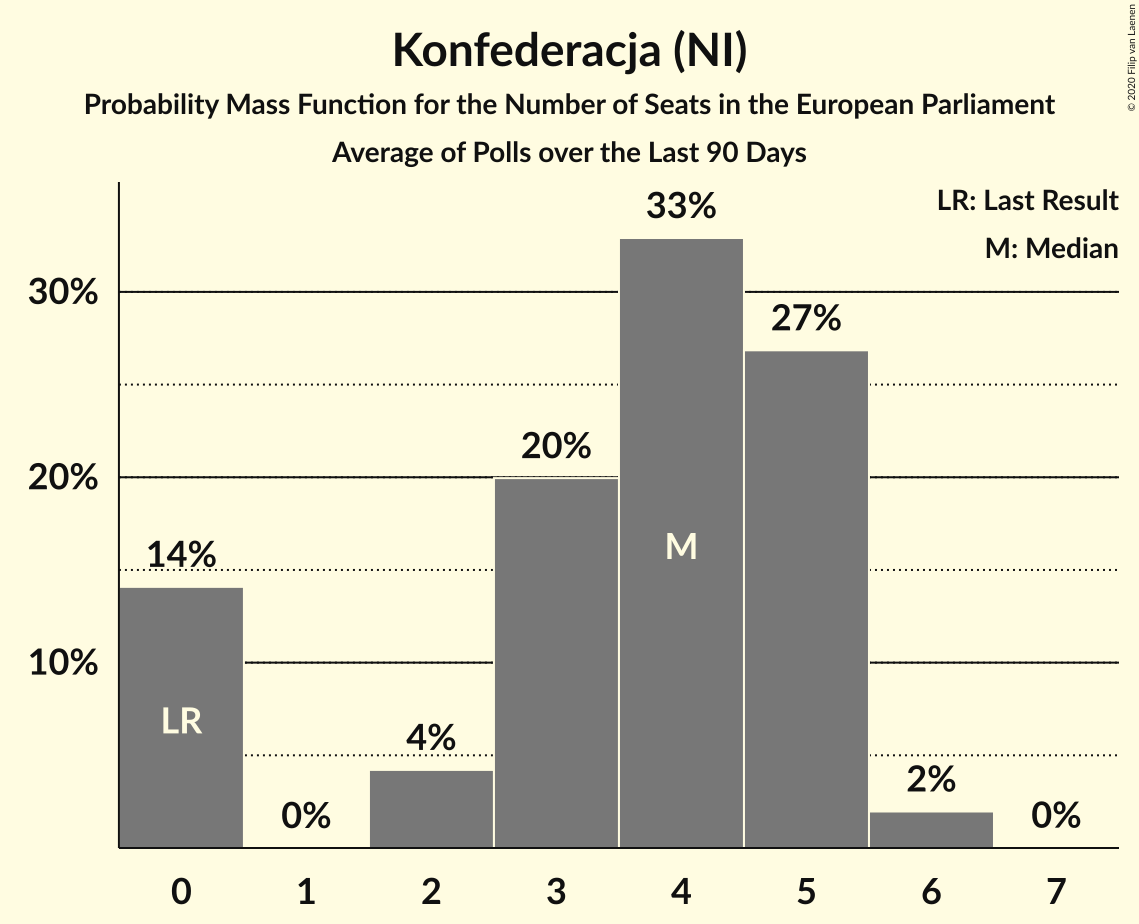 Konfederacja (NI)
Probability Mass Function for the Number of Seats in the European Parliament
Average of Polls over the Last 90 Days
© 2020 Filip van Laenen
LR: Last Result
M: Median
33%
30%
27%
20%
20%
M
14%
10%
LR
4%
2%
0%
0%
0 1 2 3 4 5 6 7